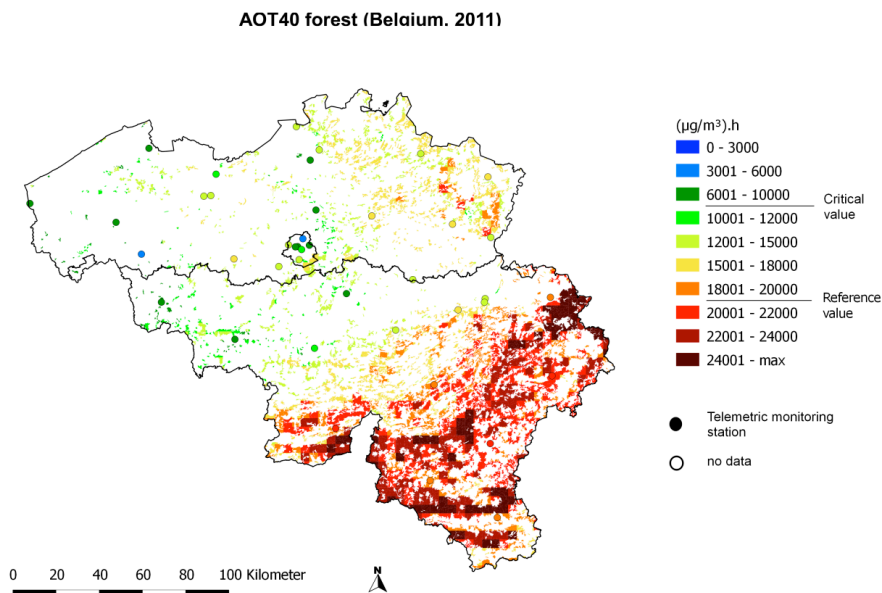 AOT40 forest (Belgium, 2011)
(µg/m³).h
0 - 3000
3001 - 6000
6001 - 10000
Critical
value
10001 - 12000
12001 - 15000
15001 - 18000
18001 - 20000
Reference
value
20001 - 22000
22001 - 24000
24001 - max
Telemetric monitoring
station
no data
N
0 20 40 60 80 100 Kilometer